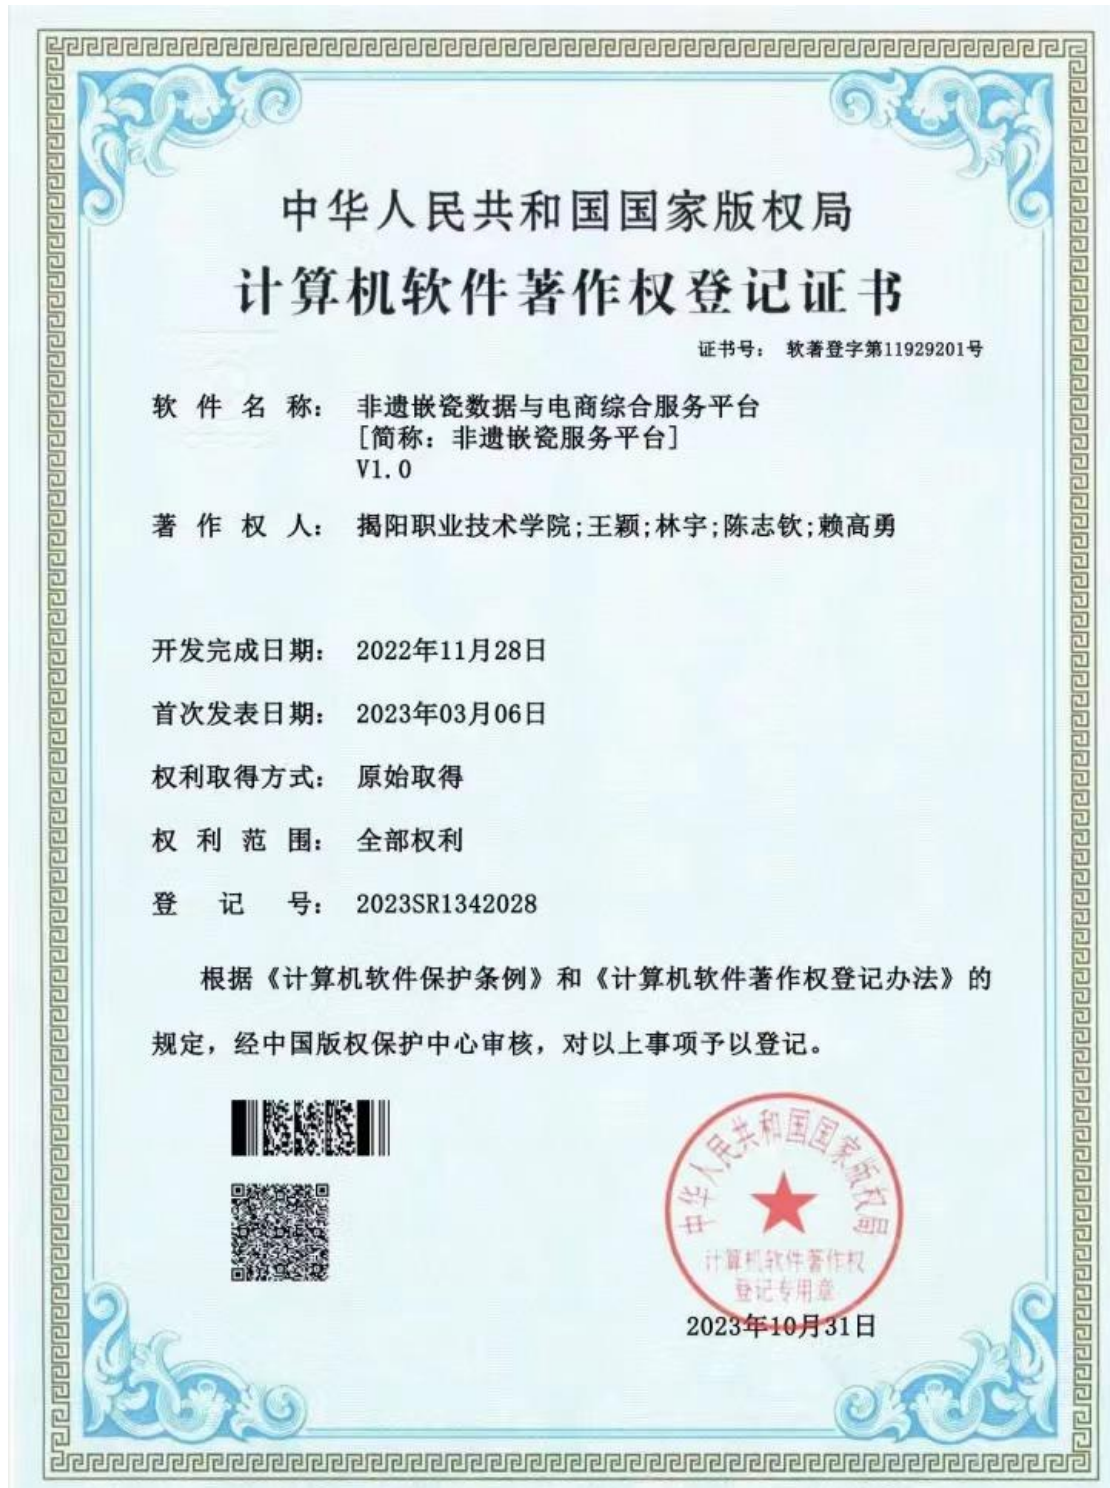 中华人民共和国国家版权局
计算机软件著作权登记证书
证书号： 软著登字第11929201号
软件名称： 非遗嵌瓷数据与电商综合服务平台
[简称：非遗嵌瓷服务平台]
V1.0
著作权人： 揭阳职业技术学院;王颖;林宇;陈志钦;赖高勇
开发完成日期： 2022年11月28日
首次发表日期： 2023年03月06日
权利取得方式： 原始取得
权利范围： 全部权利
登记号： 2023SR1342028
根据《计算机软件保护条例》和《计算机软件著作权登记办法》的
规定，经中国版权保护中心审核，对以上事项予以登记。
中华人民共和国国家版权局
计算机软件著作权
登记专用章
2023年10月31日